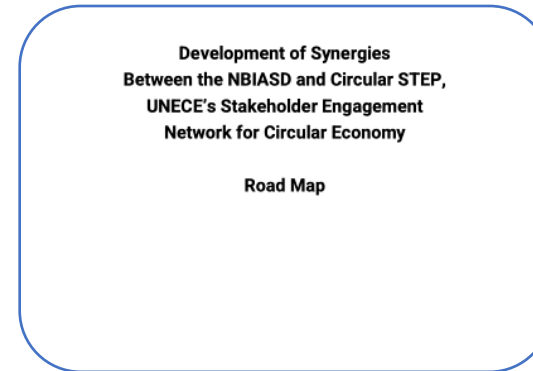 Development of Synergies
Between the NBIASD and Circular STEP,
UNECE’s Stakeholder Engagement
Network for Circular Economy
Road Map